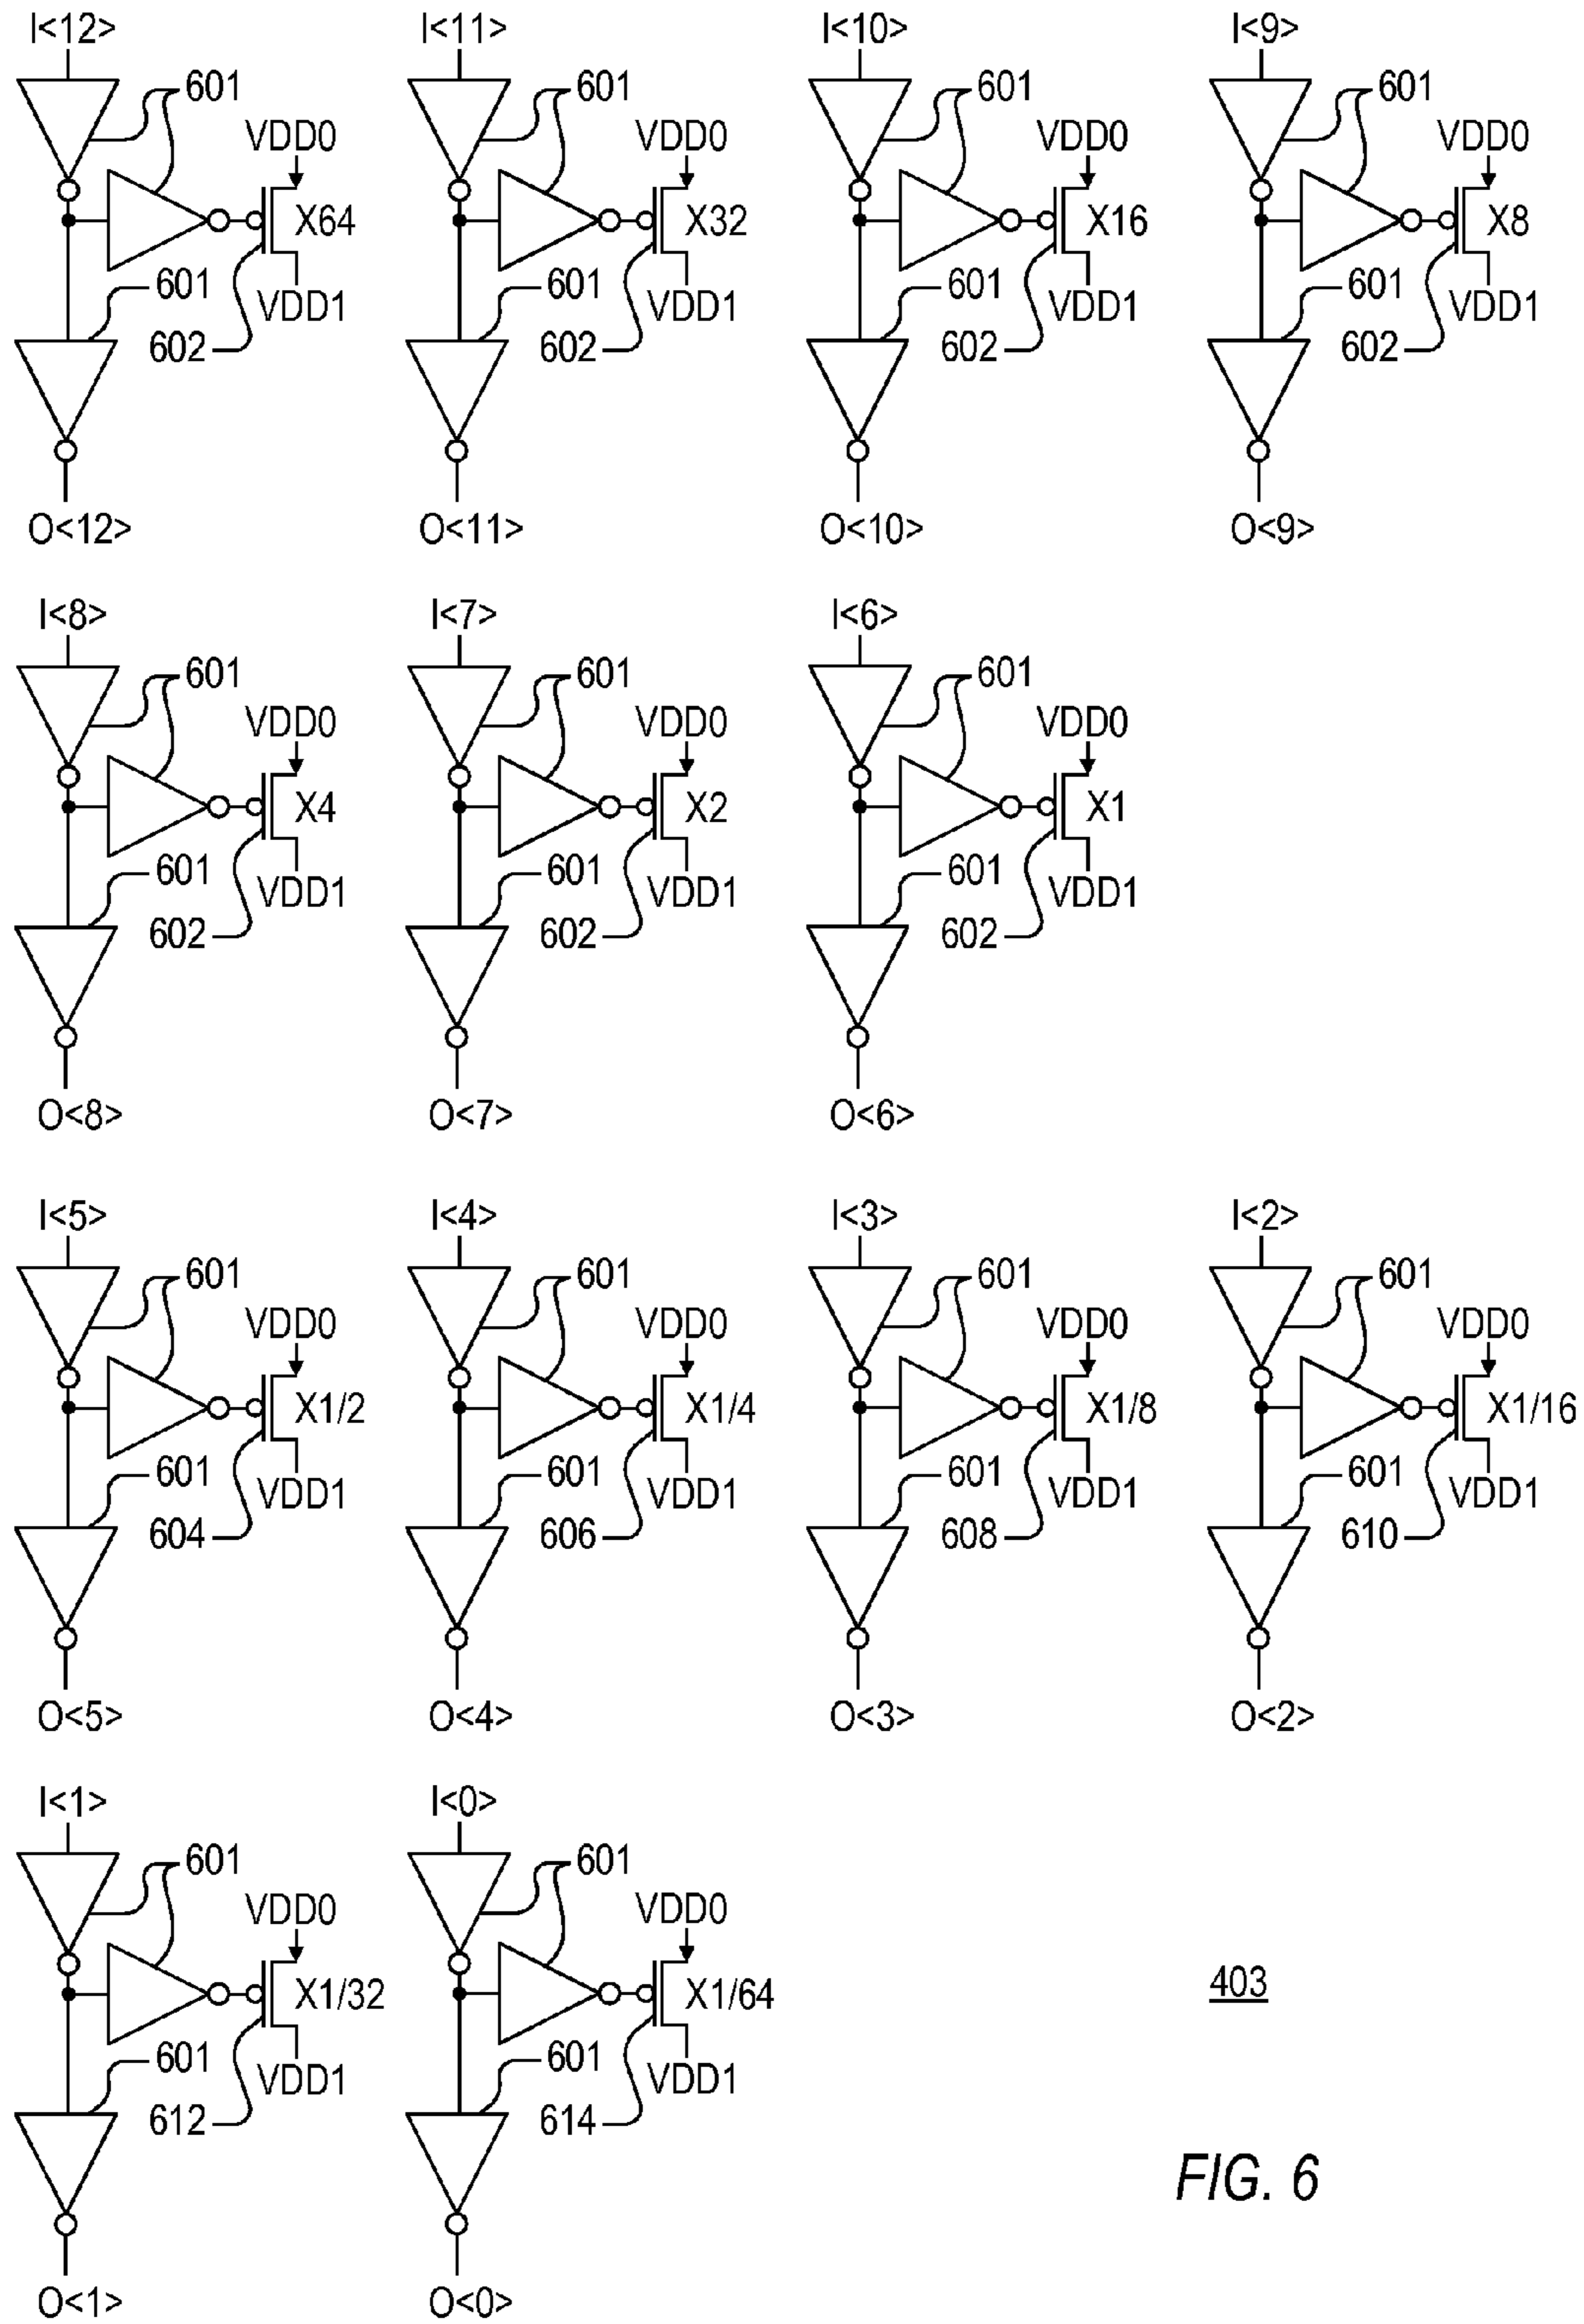 I<12> I<11> I<10> I<9>
601 601 601 601
VDD0 VDD0 VDD0 VDD0
X64 X32 X16 X8
601 601 601 601
VDD1 VDD1 VDD1 VDD1
602 602 602 602
O<12> O<11> O<10> O<9>
I<8> I<7> I<6>
601 601 601
VDD0 VDD0 VDD0
X4 X2 X1
601 601 601
VDD1 VDD1 VDD1
602 602 602
O<8> O<7> O<6>
I<5> I<4> I<3> I<2>
601 601 601 601
VDD0 VDD0 VDD0 VDD0
X1/2 X1/4 X1/8 X1/16
601 601 601 601
VDD1 VDD1 VDD1 VDD1
604 606 608 610
O<5> O<4> O<3> O<2>
I<1> I<0>
601 601
VDD0 VDD0
X1/32 X1/64
403
601 601
VDD1 VDD1
612 614
FIG. 6
O<1> O<0>